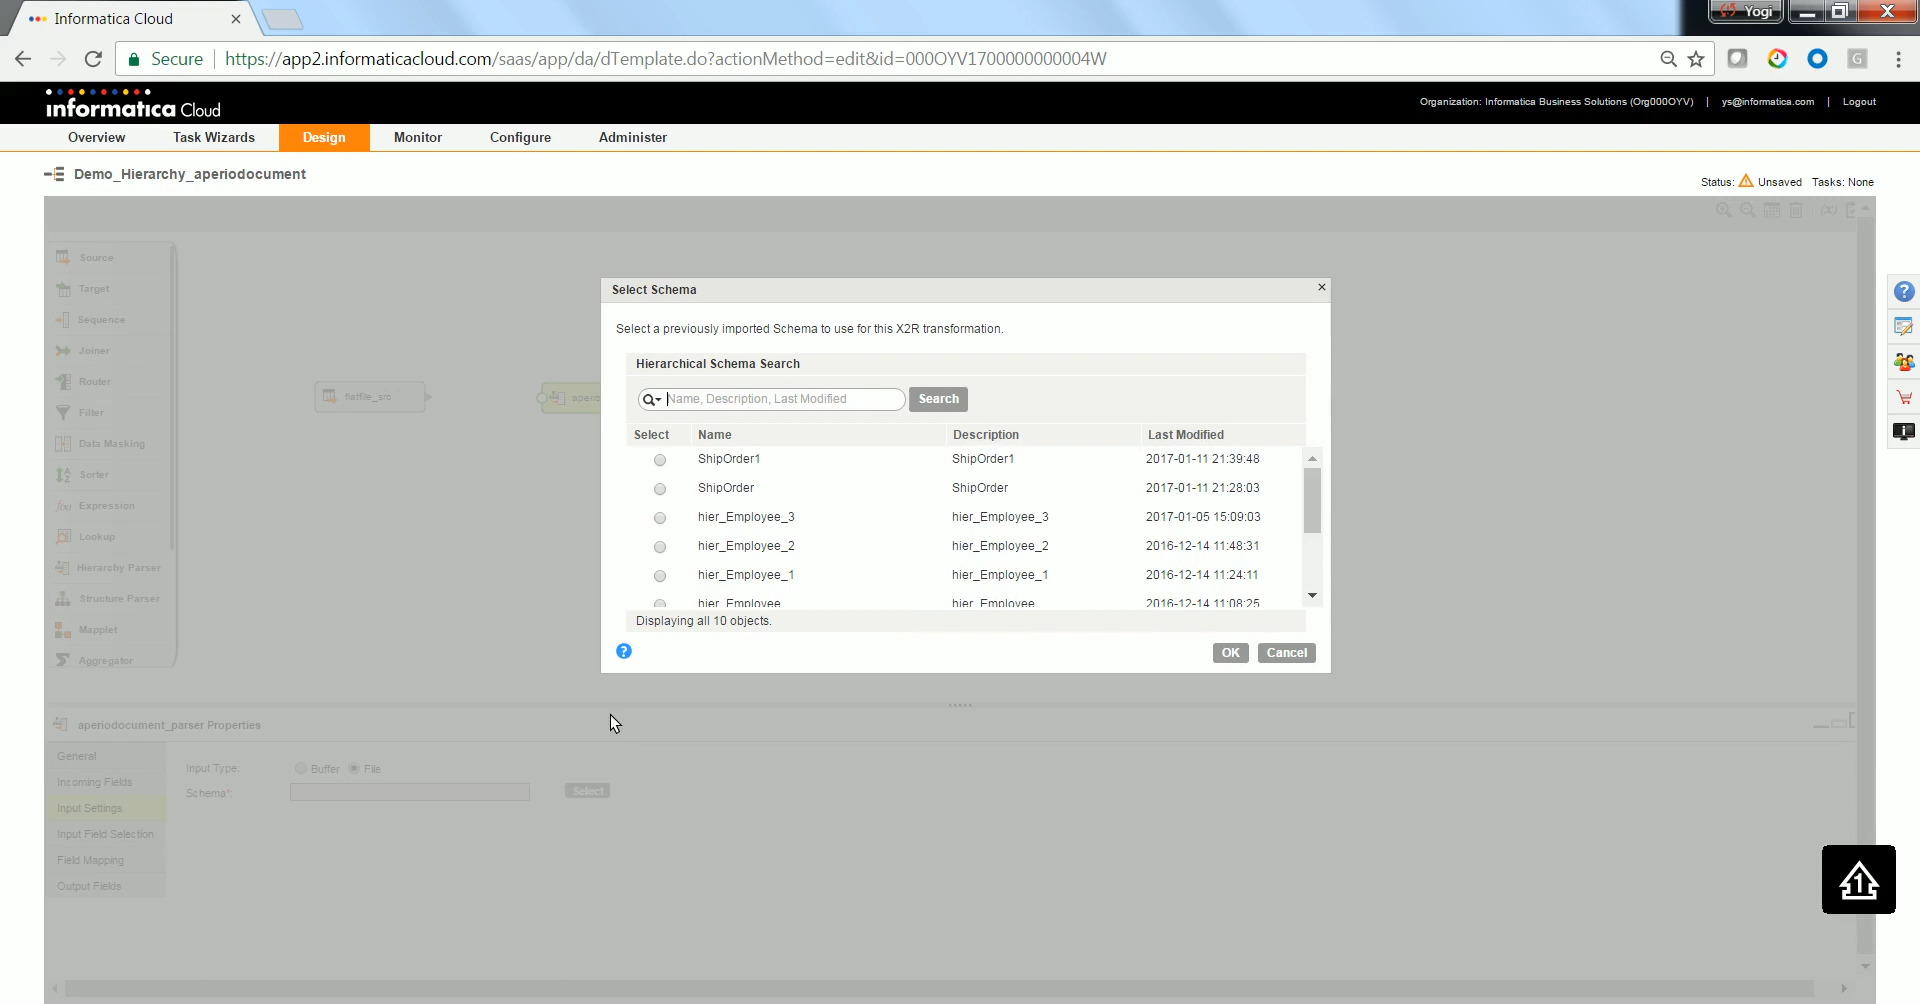 Informatica Cloud
Yogi
Secure https://app2.informaticacloud.com/saas/app/da/dTemplate.do?actionMethod=edit&id=000OYV1700000000004W
G
informatica Cloud
Organization: Informatica Business Solutions (Org000OYV) | ys@informatica.com | Logout
Overview Task Wizards Design Monitor Configure Administer
Demo_Hierarchy_aperiodocument
Status: Unsaved Tasks: None
Source
Target
Sequence
Joiner
Router
Filter
Data Masking
Sorter
Expression
Lookup
Hierarchy Parser
Structure Parser
Mapplet
Aggregator
flatfile_src
aperio
Select Schema
Select a previously imported Schema to use for this X2R transformation.
Hierarchical Schema Search
Name, Description, Last Modified Search
Select Name Description Last Modified
ShipOrder1 ShipOrder1 2017-01-11 21:39:48
ShipOrder ShipOrder 2017-01-11 21:28:03
hier_Employee_3 hier_Employee_3 2017-01-05 15:09:03
hier_Employee_2 hier_Employee_2 2016-12-14 11:48:31
hier_Employee_1 hier_Employee_1 2016-12-14 11:24:11
hier_Employee hier_Employee 2016-12-14 11:08:25
Displaying all 10 objects.
OK Cancel
aperiodocument_parser Properties
General
Incoming Fields
Input Settings
Input Field Selection
Field Mapping
Output Fields
Input Type: Buffer File
Schema*: Select
1